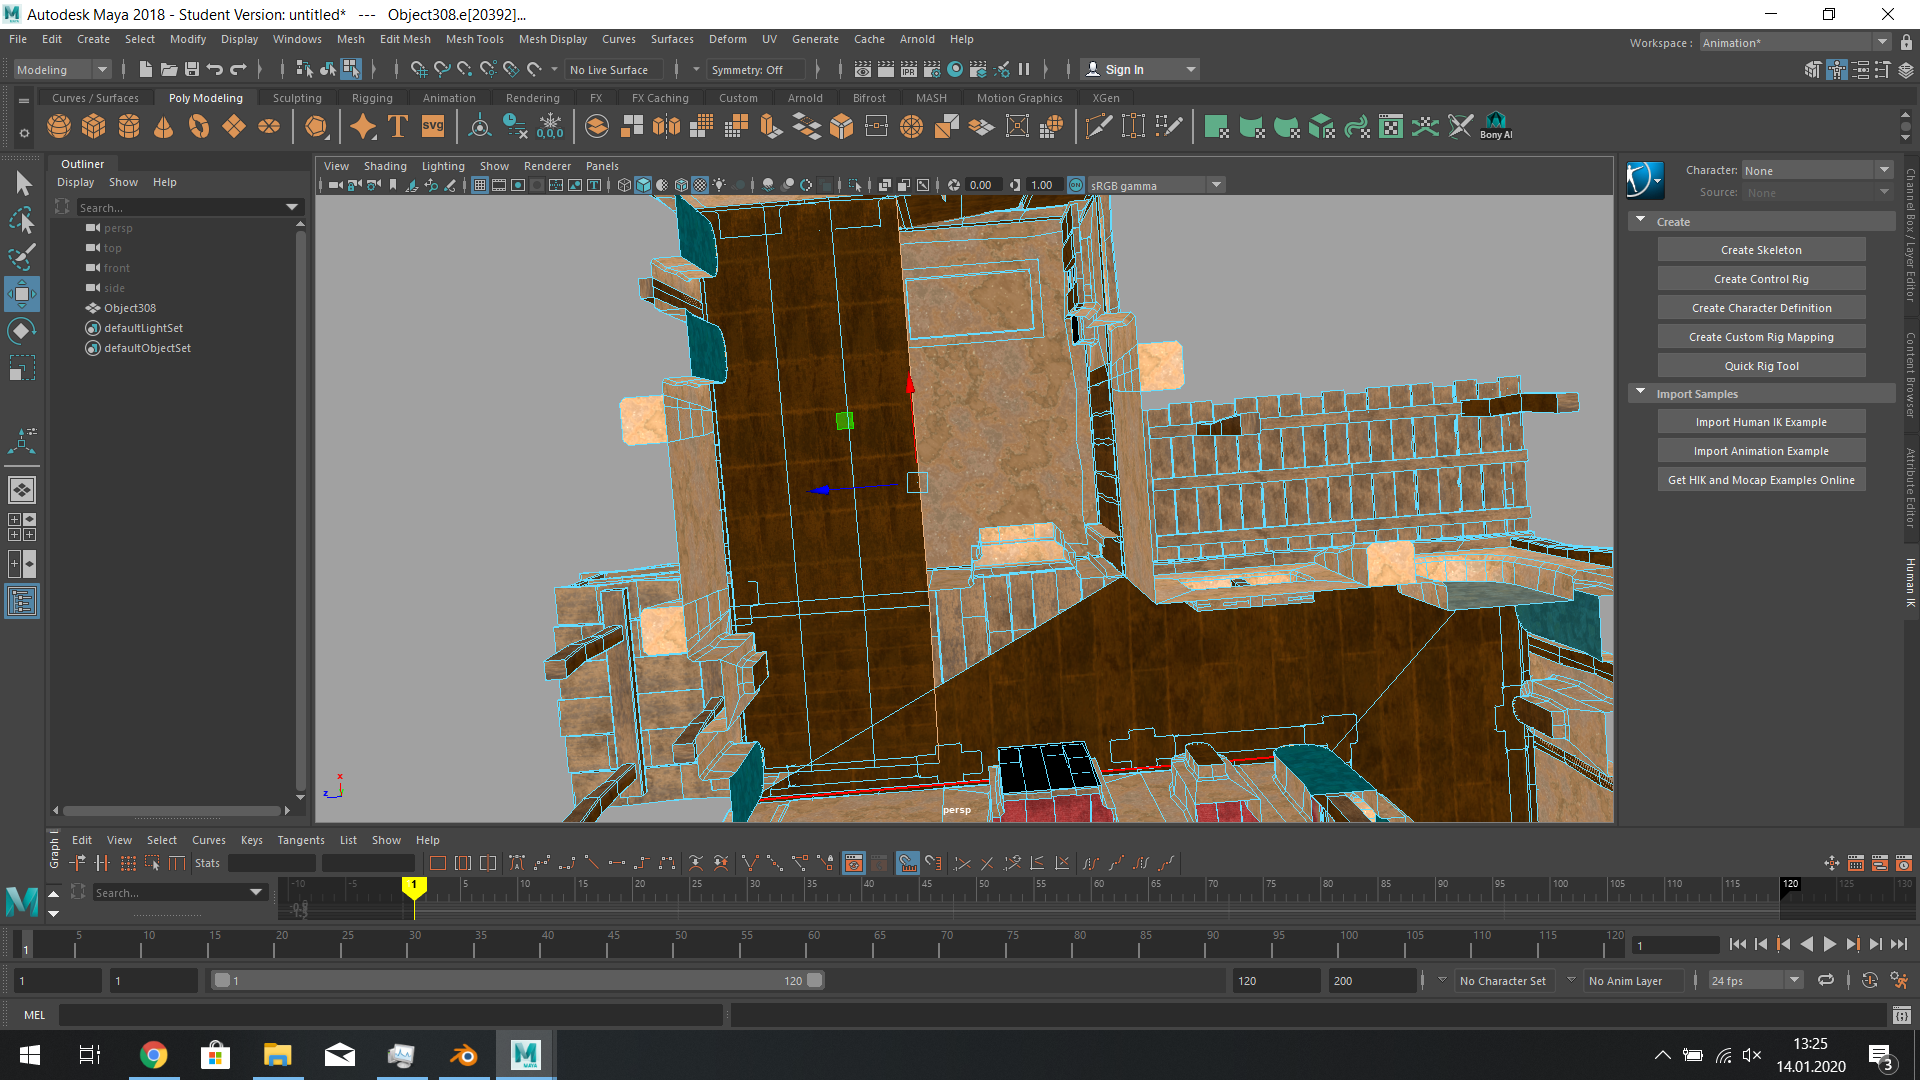 Autodesk Maya 2018 - Student Version: untitled*   ---   Object308.e[20392]...
File Edit Create Select Modify Display Windows Mesh Edit Mesh Mesh Tools Mesh Display Curves Surfaces Deform UV Generate Cache Arnold Help
Workspace : Animation*
Modeling No Live Surface Symmetry: Off Sign In
IPR
Curves / Surfaces Poly Modeling Sculpting Rigging Animation Rendering FX FX Caching Custom Arnold Bifrost MASH Motion Graphics XGen
T SVG 0,0,0 Bony AI
Outliner
Display Show Help
Search...
persp
top
front
side
Object308
defaultLightSet
defaultObjectSet
View Shading Lighting Show Renderer Panels
0.00 1.00 ON sRGB gamma
x
z
persp
Character: None
Source: None
Create
Create Skeleton
Create Control Rig
Create Character Definition
Create Custom Rig Mapping
Quick Rig Tool
Import Samples
Import Human IK Example
Import Animation Example
Get HIK and Mocap Examples Online
Channel Box / Layer Editor
Content Browser
Attribute Editor
Human IK
Graph
Edit View Select Curves Keys Tangents List Show Help
Stats
Search...
-10 -5 1 5 10 15 20 25 30 35 40 45 50 55 60 65 70 75 80 85 90 95 100 105 110 115 120 125 130
1 5 10 15 20 25 30 35 40 45 50 55 60 65 70 75 80 85 90 95 100 105 110 115 120 1
1 1 1 120 120 200 No Character Set No Anim Layer 24 fps
MEL
MAYA
13:25
14.01.2020
3